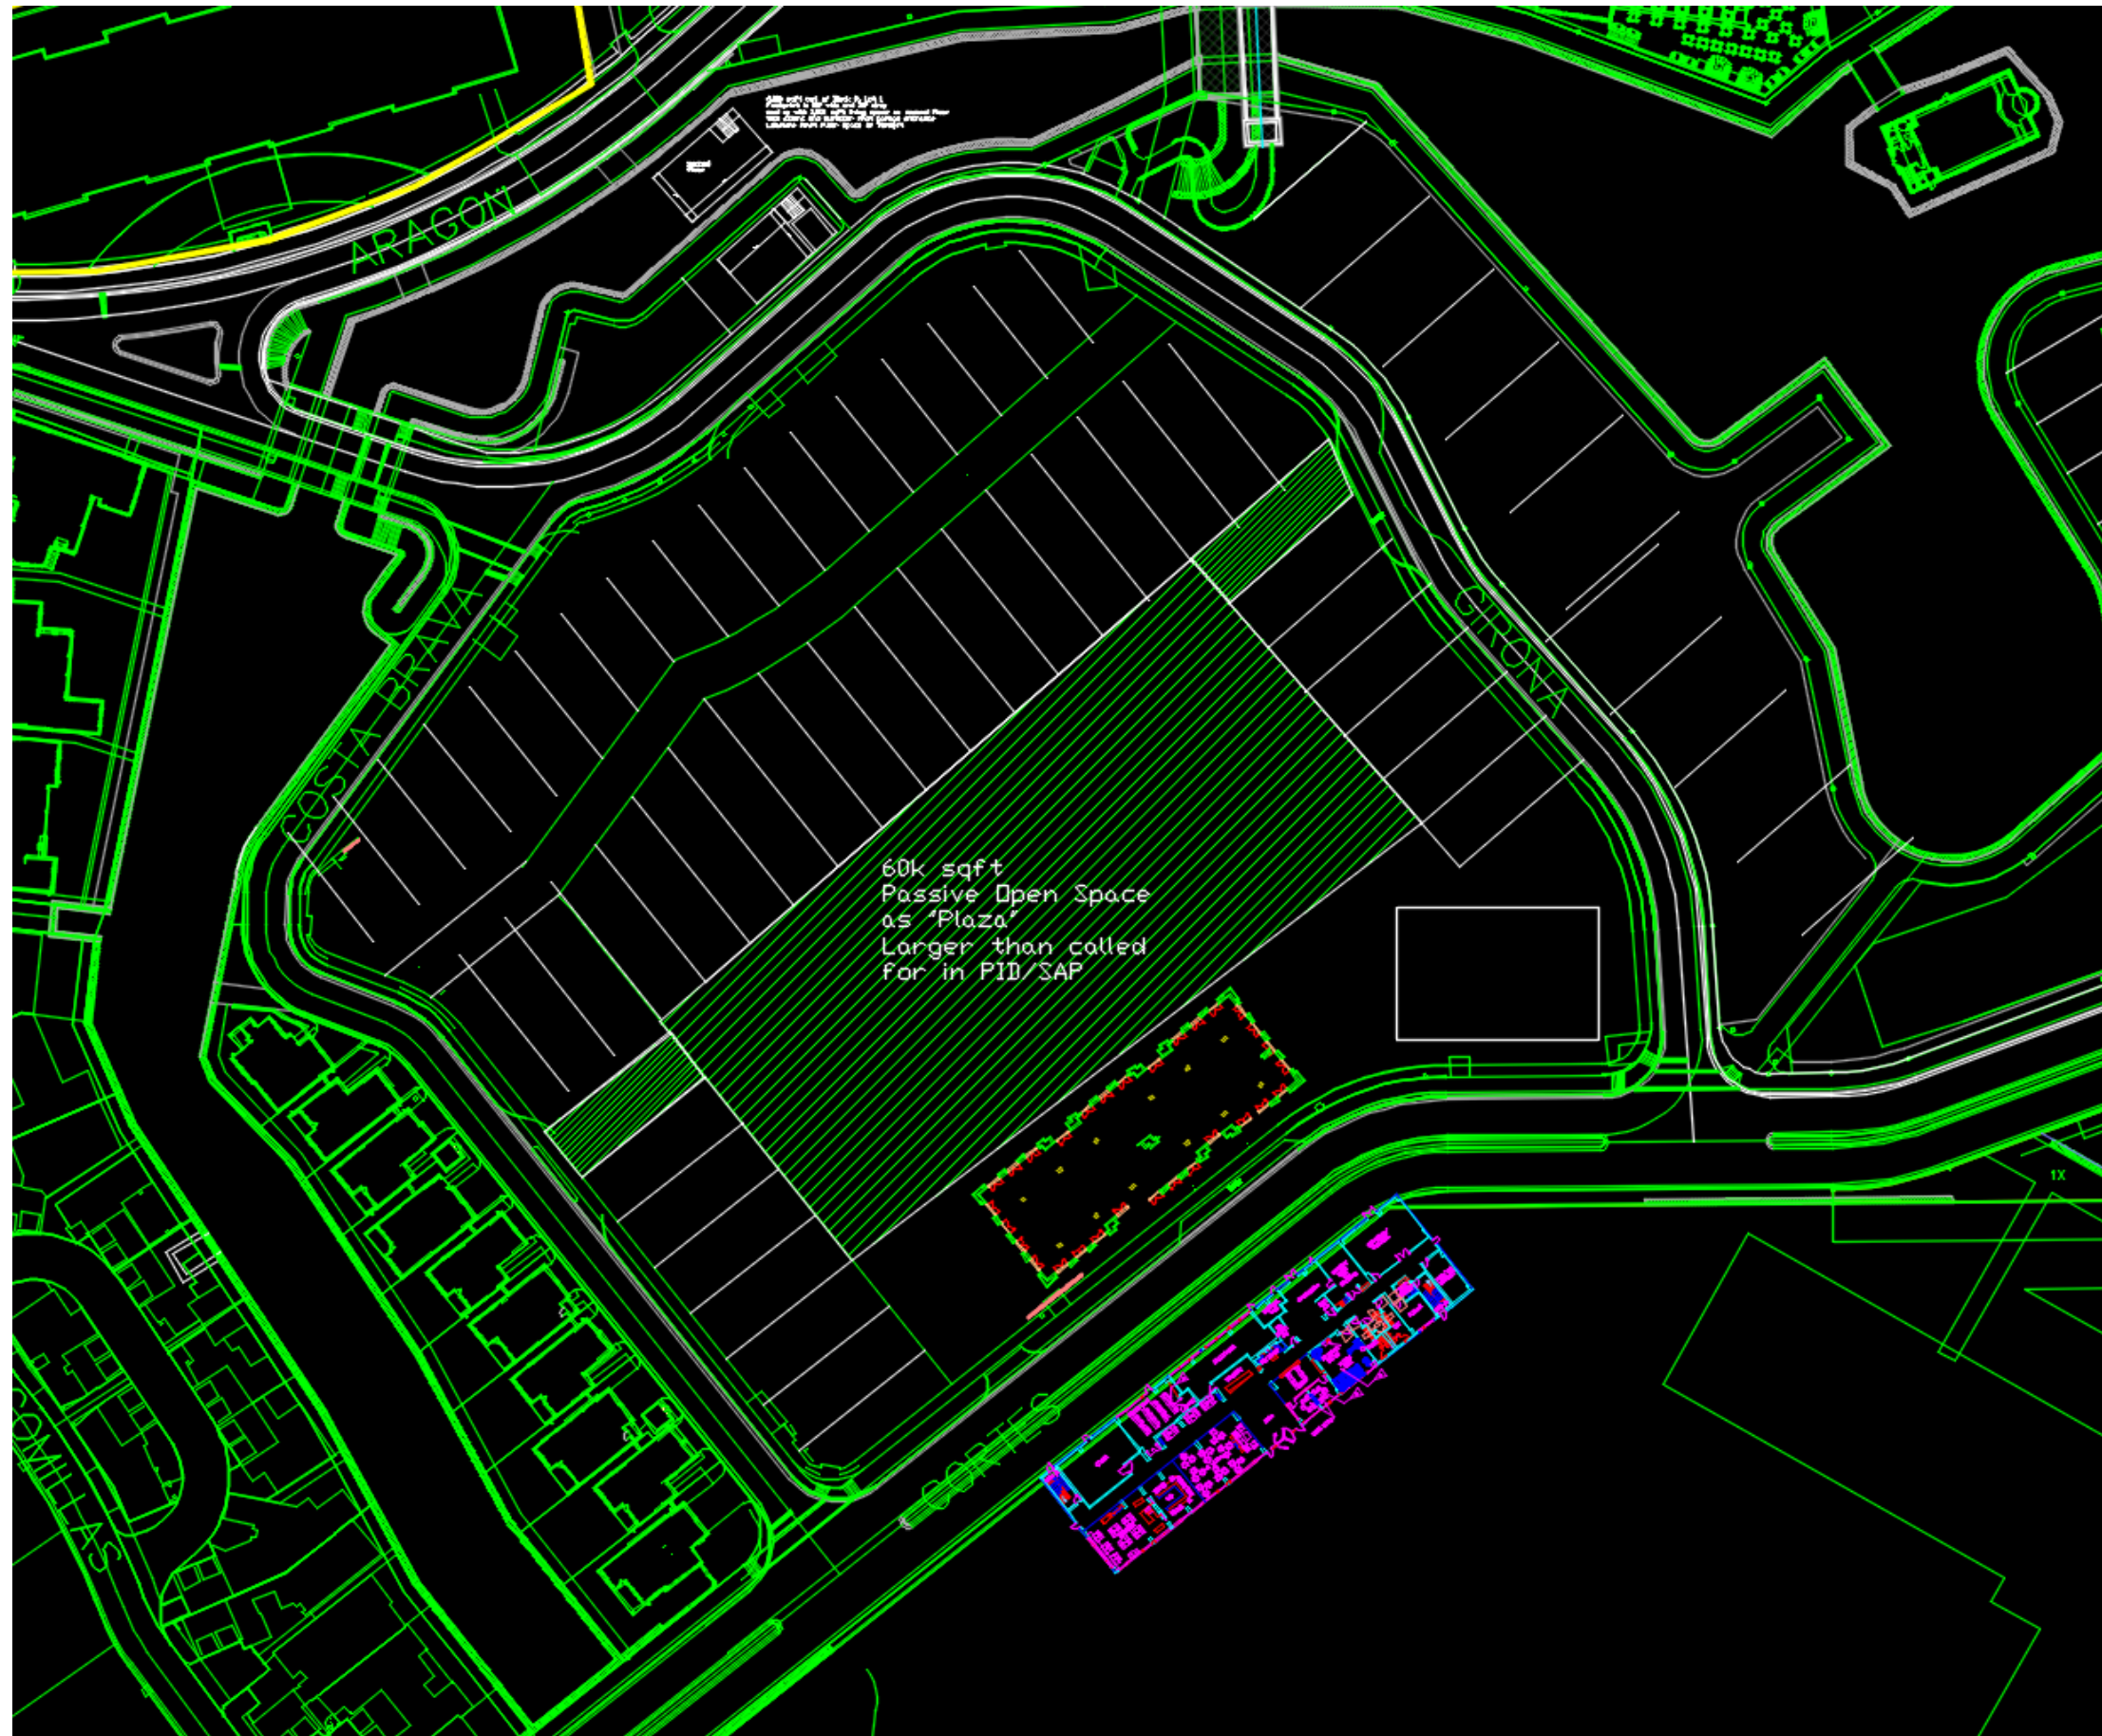 ARAGON
COSTA BRAVA
GIRONA
60k sqft
Passive Open Space
as "Plaza"
Larger than called
for in PID/SAP
1X
CORTES
COMILLAS